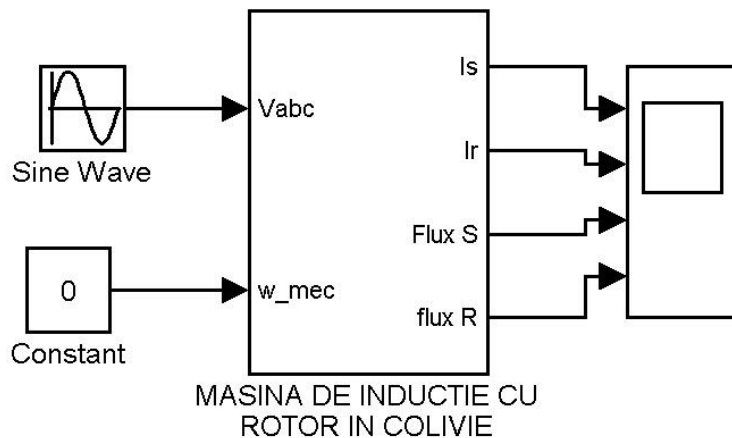 Is
Vabc
Sine Wave
Ir
Flux S
0
w_mec
flux R
Constant
MASINA DE INDUCTIE CU
ROTOR IN COLIVIE